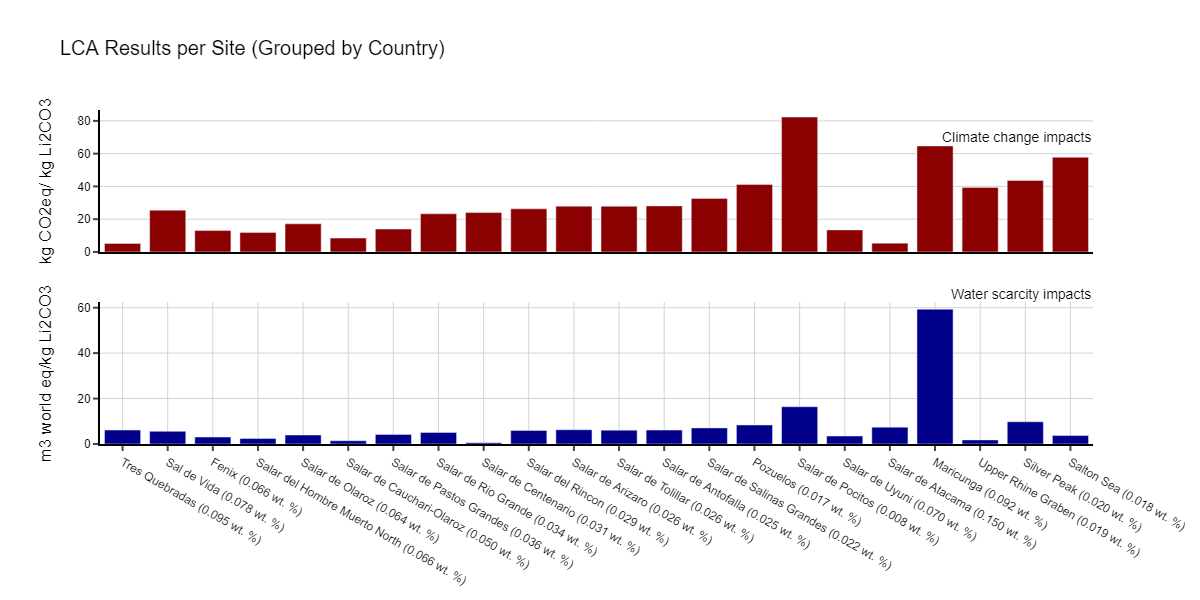 LCA Results per Site (Grouped by Country)
kg CO2eq/ kg Li2CO3
80
60
40
20
0
Climate change impacts
m3 world eq/kg Li2CO3
60
40
20
0
Water scarcity impacts
Tres Quebradas (0.095 wt. %)
Sal de Vida (0.078 wt. %)
Fenix (0.066 wt. %)
Salar del Hombre Muerto North (0.066 wt. %)
Salar de Olaroz (0.064 wt. %)
Salar de Cauchari-Olaroz (0.050 wt. %)
Salar de Pastos Grandes (0.036 wt. %)
Salar de Rio Grande (0.034 wt. %)
Salar de Centenario (0.031 wt. %)
Salar del Rincon (0.029 wt. %)
Salar de Arizaro (0.026 wt. %)
Salar de Tolillar (0.026 wt. %)
Salar de Antofalla (0.025 wt. %)
Salar de Salinas Grandes (0.022 wt. %)
Pozuelos (0.017 wt. %)
Salar de Pocitos (0.008 wt. %)
Salar de Uyuni (0.070 wt. %)
Salar de Atacama (0.150 wt. %)
Maricunga (0.092 wt. %)
Upper Rhine Graben (0.019 wt. %)
Silver Peak (0.020 wt. %)
Salton Sea (0.018 wt. %)